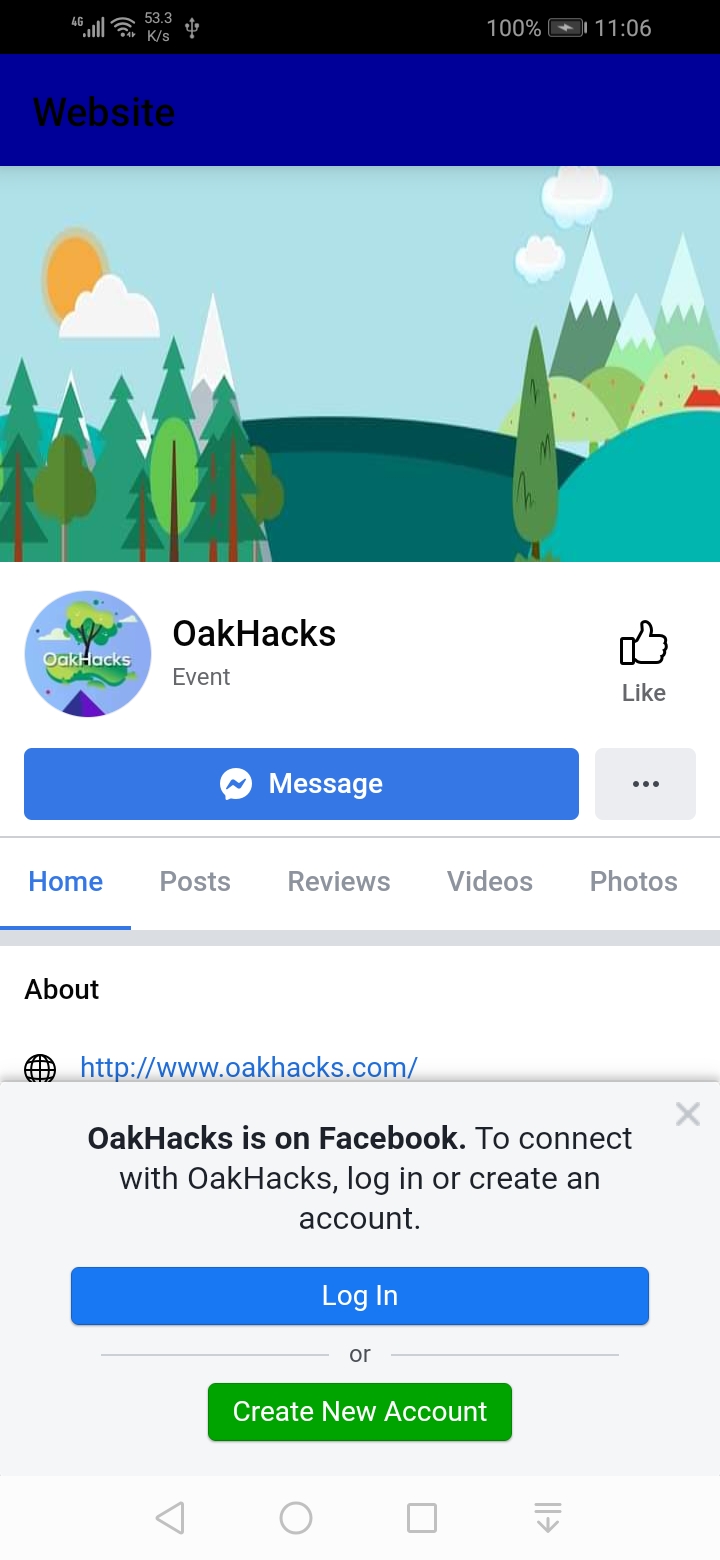 4G 53.3 K/s 100% 11:06
Website
OakHacks
OakHacks
Event
Like
Message
Home Posts Reviews Videos Photos
About
http://www.oakhacks.com/
OakHacks is on Facebook. To connect
with OakHacks, log in or create an
account.
Log In
or
Create New Account